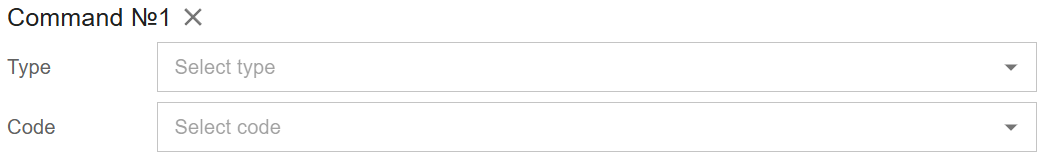 Command №1
Type Select type
Code Select code